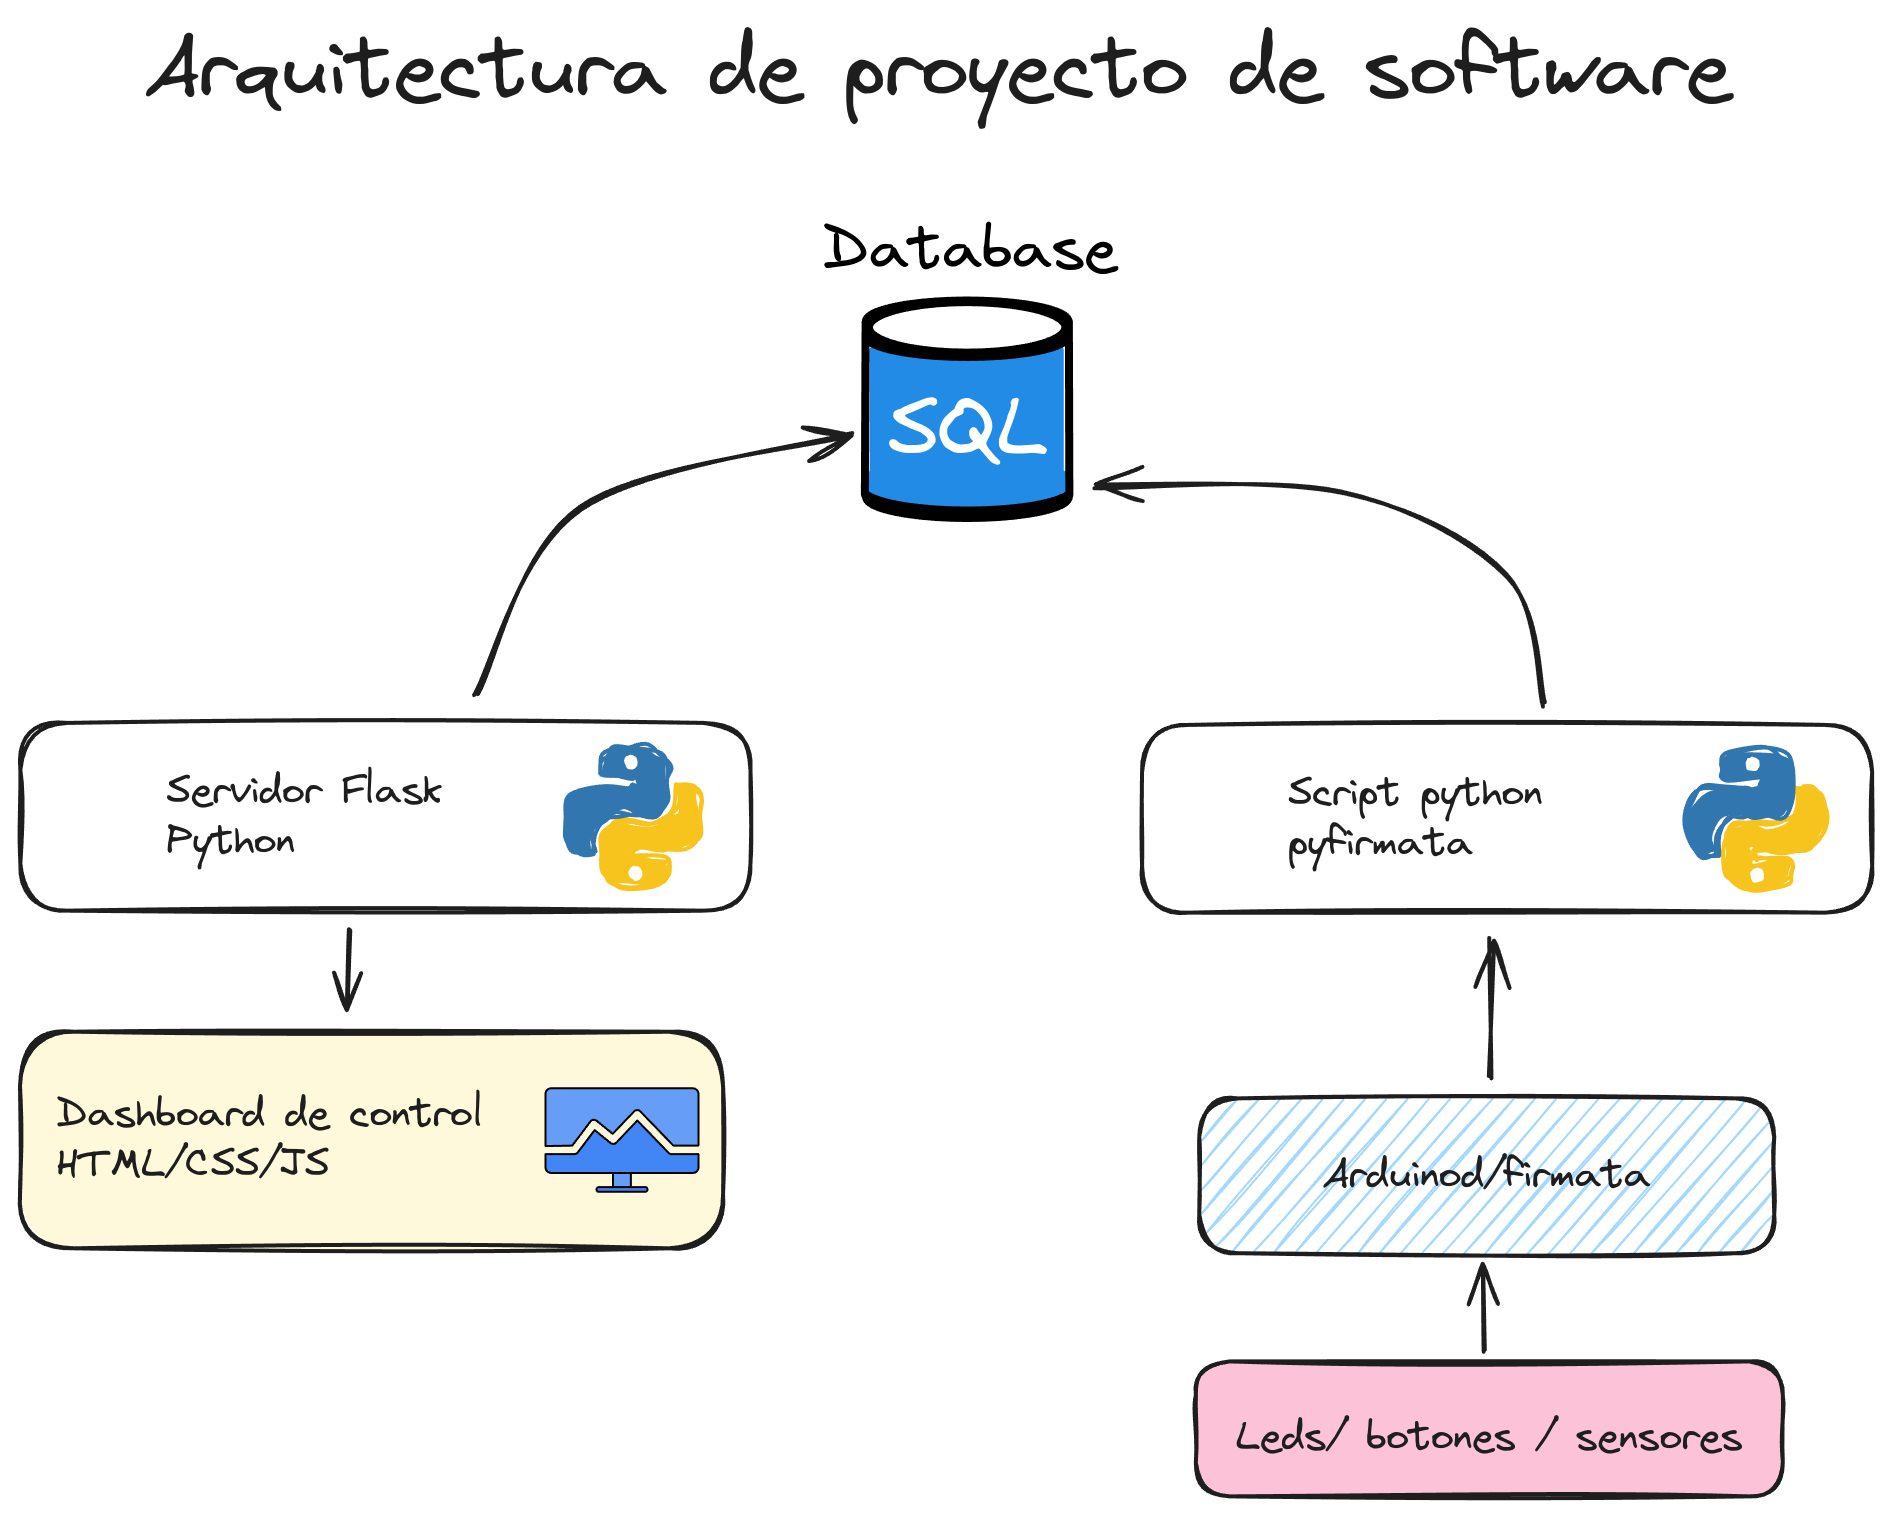 Arquitectura de proyecto de software
Database
SQL
Servidor Flask
Python
Script python
pyfirmata
Dashboard de control
HTML/CSS/JS
Arduinod/firmata
Leds/ botones / sensores